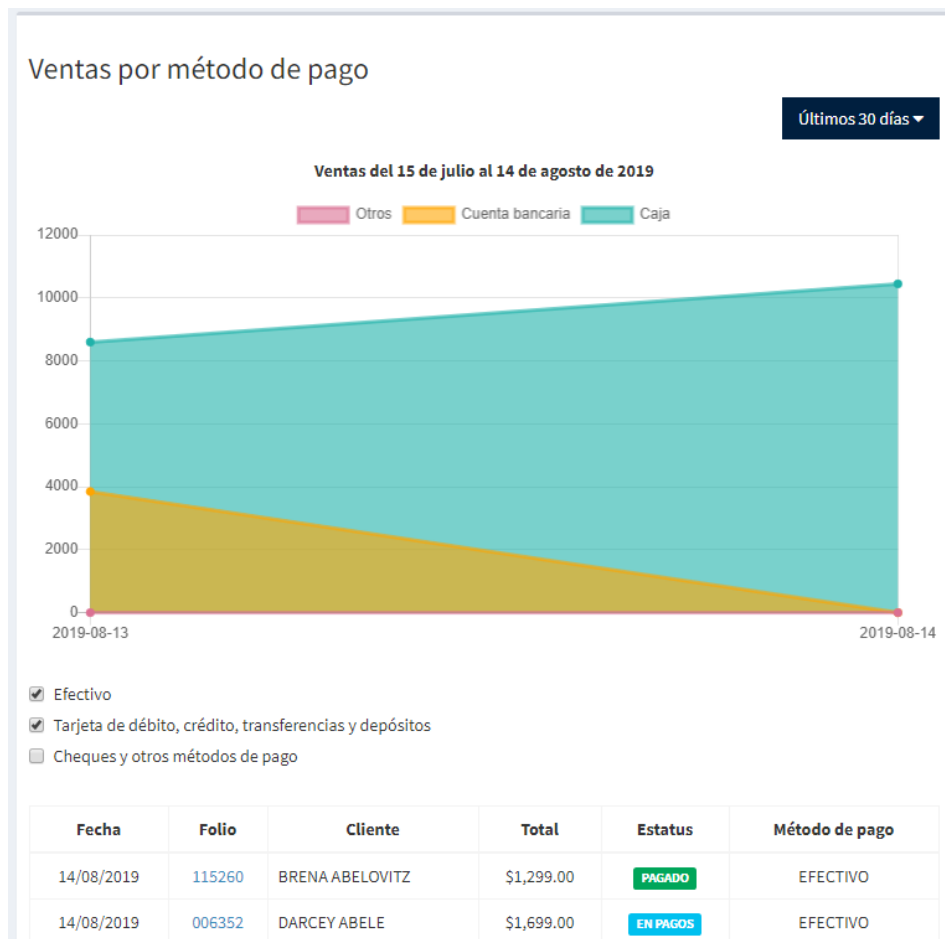 Ventas por método de pago
Últimos 30 días
Ventas del 15 de julio al 14 de agosto de 2019
Otros Cuenta bancaria Caja
12000
10000
8000
6000
4000
2000
0
2019-08-13 2019-08-14
Efectivo
Tarjeta de débito, crédito, transferencias y depósitos
Cheques y otros métodos de pago
Fecha Folio Cliente Total Estatus Método de pago
14/08/2019 115260 BRENA ABELOVITZ $1,299.00 PAGADO EFECTIVO
14/08/2019 006352 DARCEY ABELE $1,699.00 EN PAGOS EFECTIVO